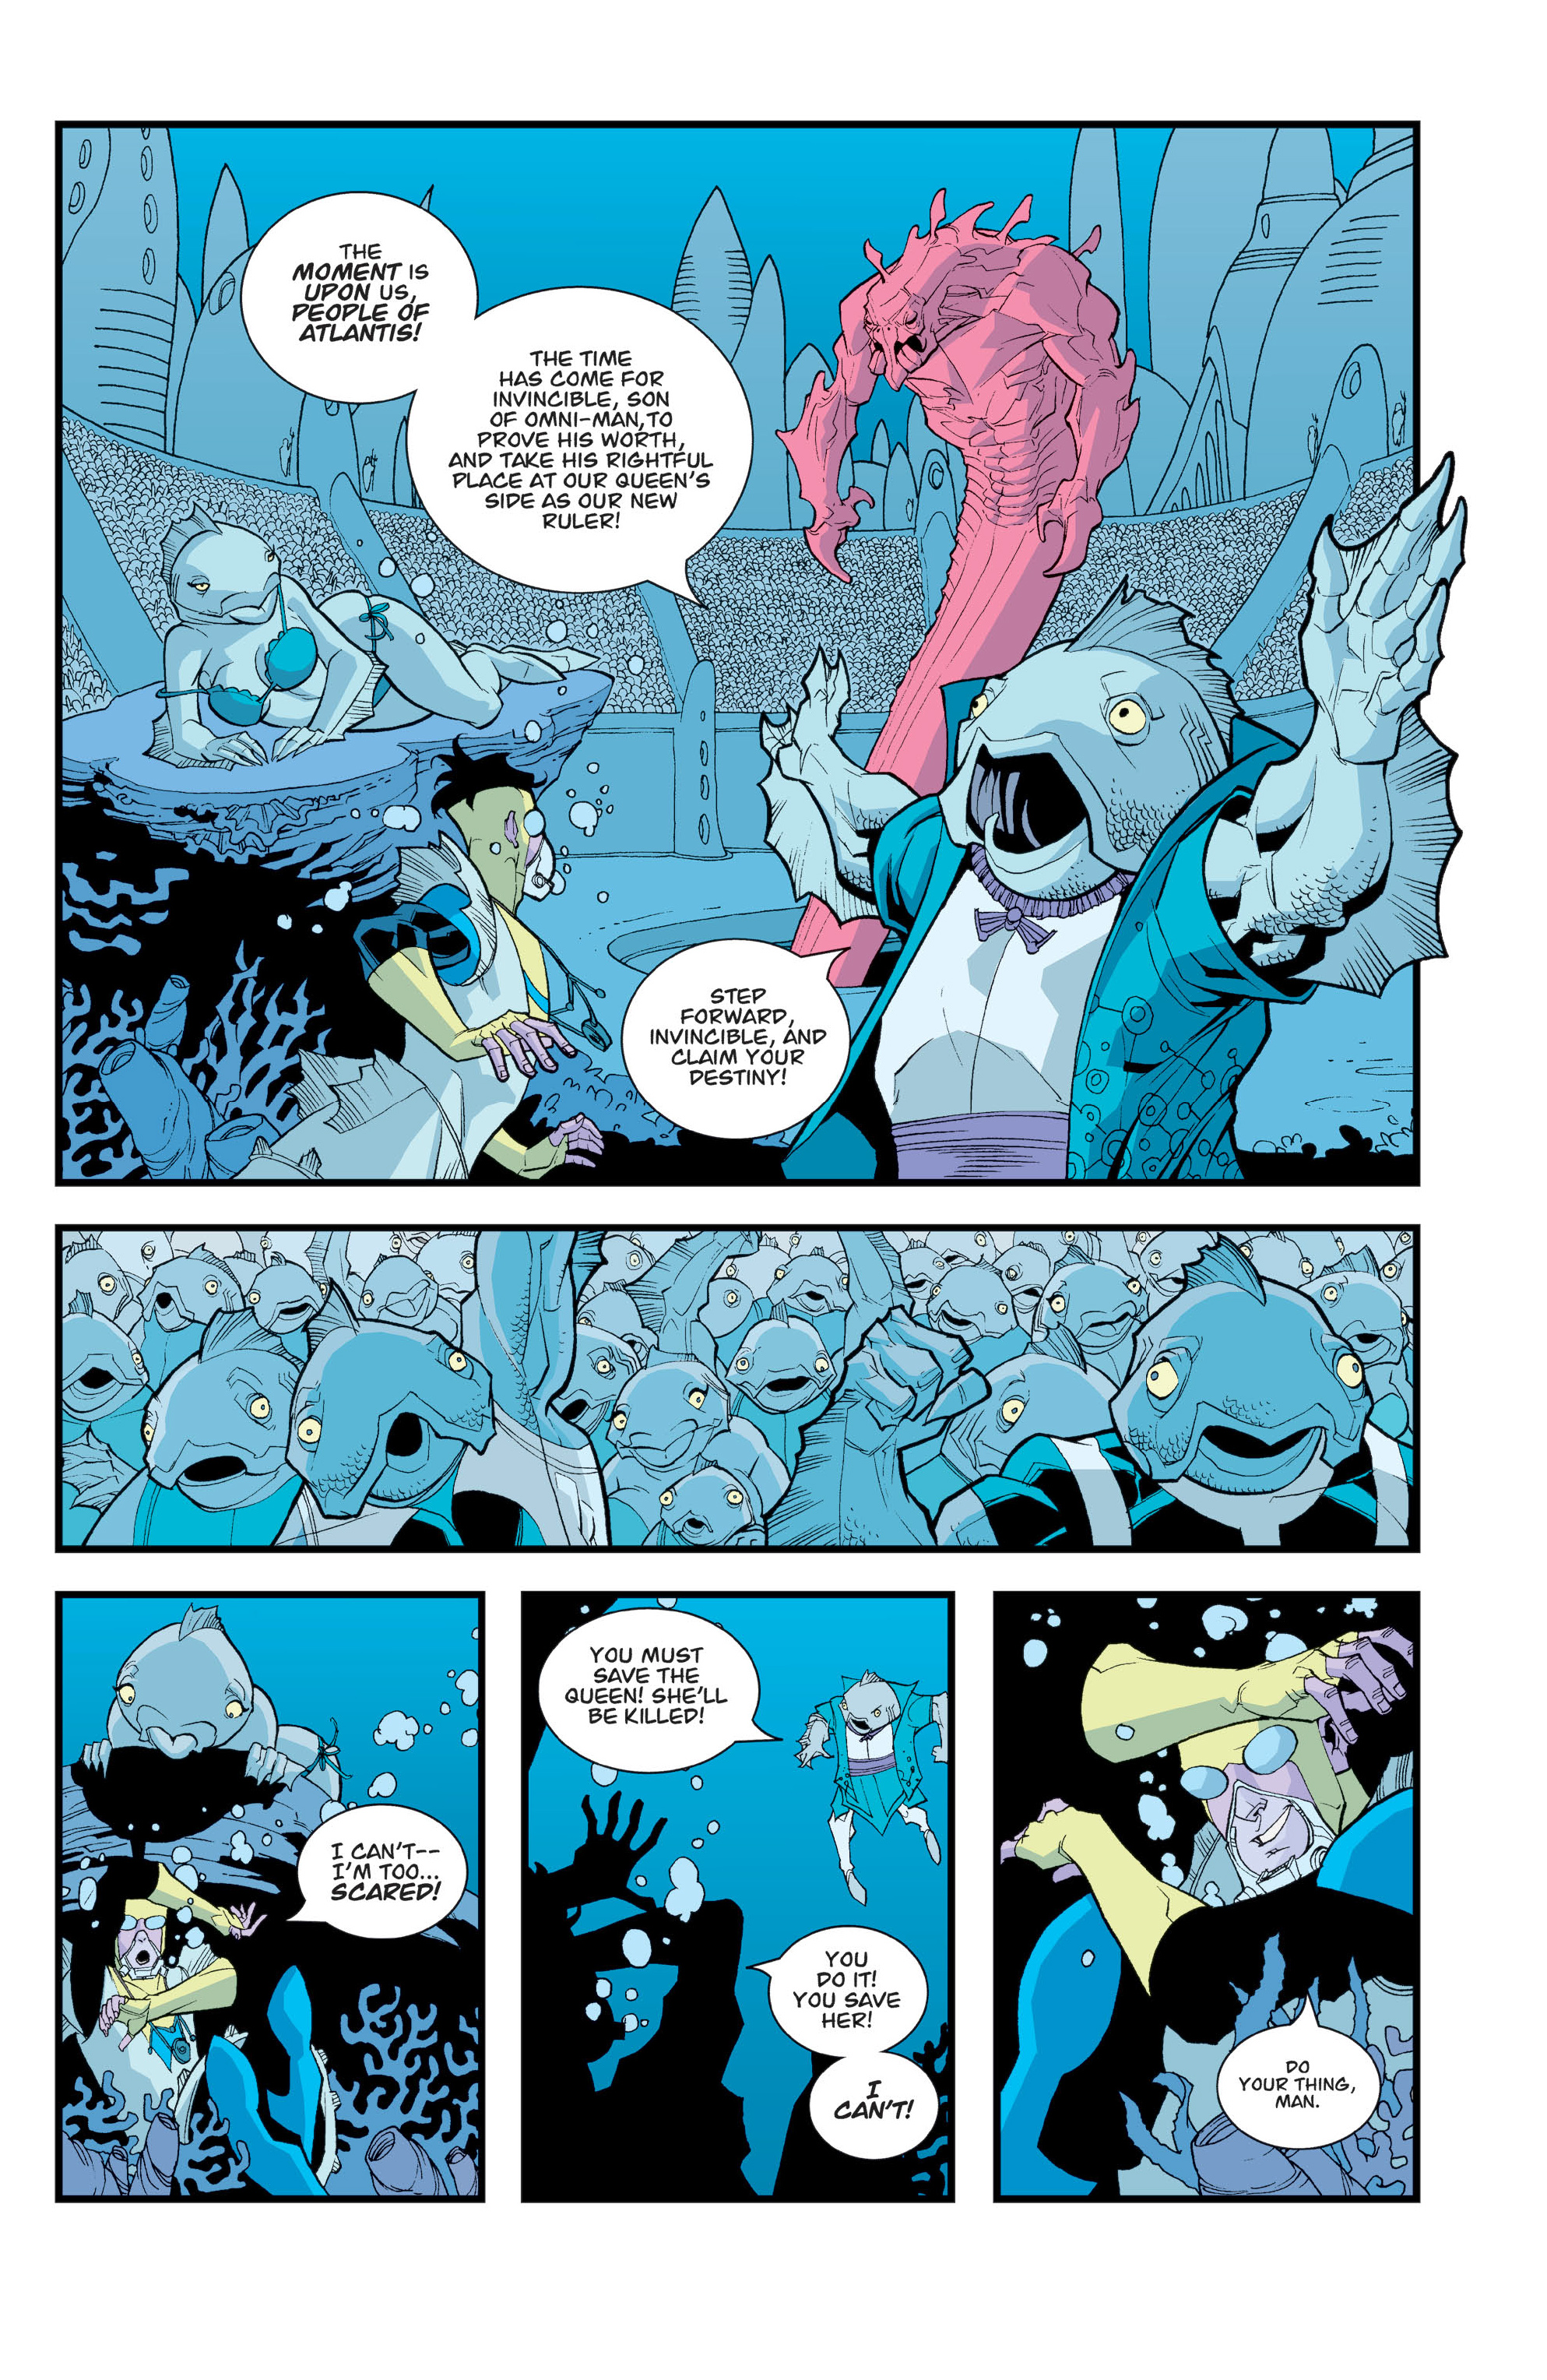 THE
MOMENT IS
UPON US,
PEOPLE OF
ATLANTIS!
THE TIME
HAS COME FOR
INVINCIBLE, SON
OF OMNI-MAN, TO
PROVE HIS WORTH,
AND TAKE HIS RIGHTFUL
PLACE AT OUR QUEEN'S
SIDE AS OUR NEW
RULER!
STEP
FORWARD,
INVINCIBLE, AND
CLAIM YOUR
DESTINY!
I CAN'T--
I'M TOO...
SCARED!
YOU MUST
SAVE THE
QUEEN! SHE'LL
BE KILLED!
YOU
DO IT!
YOU SAVE
HER!
I
CAN'T!
DO
YOUR THING,
MAN.